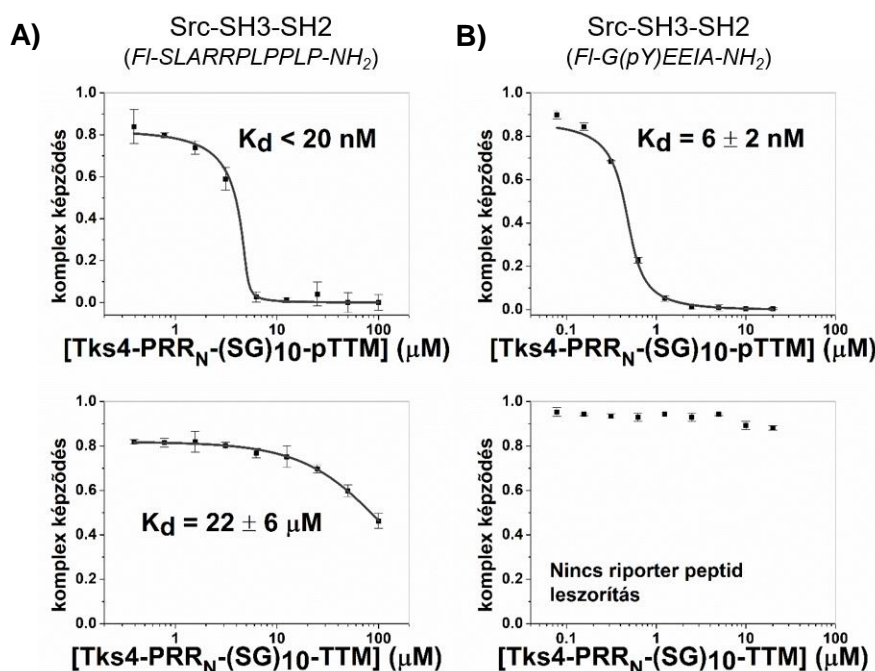 A)
Src-SH3-SH2
(Fl-SLARRPLPPLP-NH₂)
B)
Src-SH3-SH2
(Fl-G(pY)EEIA-NH₂)
komplex képződés
1.0
0.8
0.6
0.4
0.2
0.0
Kd < 20 nM
1
10
100
[Tks4-PRR_N-(SG)₁₀-pTTM] (μM)
komplex képződés
1.0
0.8
0.6
0.4
0.2
0.0
Kd = 6 ± 2 nM
0.1
1
10
100
[Tks4-PRR_N-(SG)₁₀-pTTM] (μM)
komplex képződés
1.0
0.8
0.6
0.4
0.2
0.0
Kd = 22 ± 6 μM
1
10
100
[Tks4-PRR_N-(SG)₁₀-TTM] (μM)
komplex képződés
1.0
0.8
0.6
0.4
0.2
0.0
Nincs riporter peptid
leszorítás
0.1
1
10
100
[Tks4-PRR_N-(SG)₁₀-TTM] (μM)